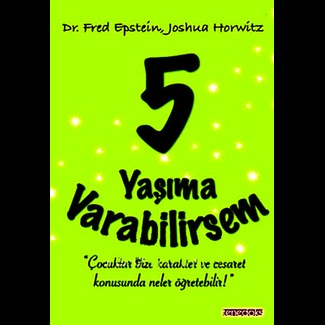 Dr. Fred Epstein, Joshua Horwitz
5
Yaşıma
Varabilirsem
"Çocuklar bize karakter ve cesaret
konusunda neler öğretebilir!"